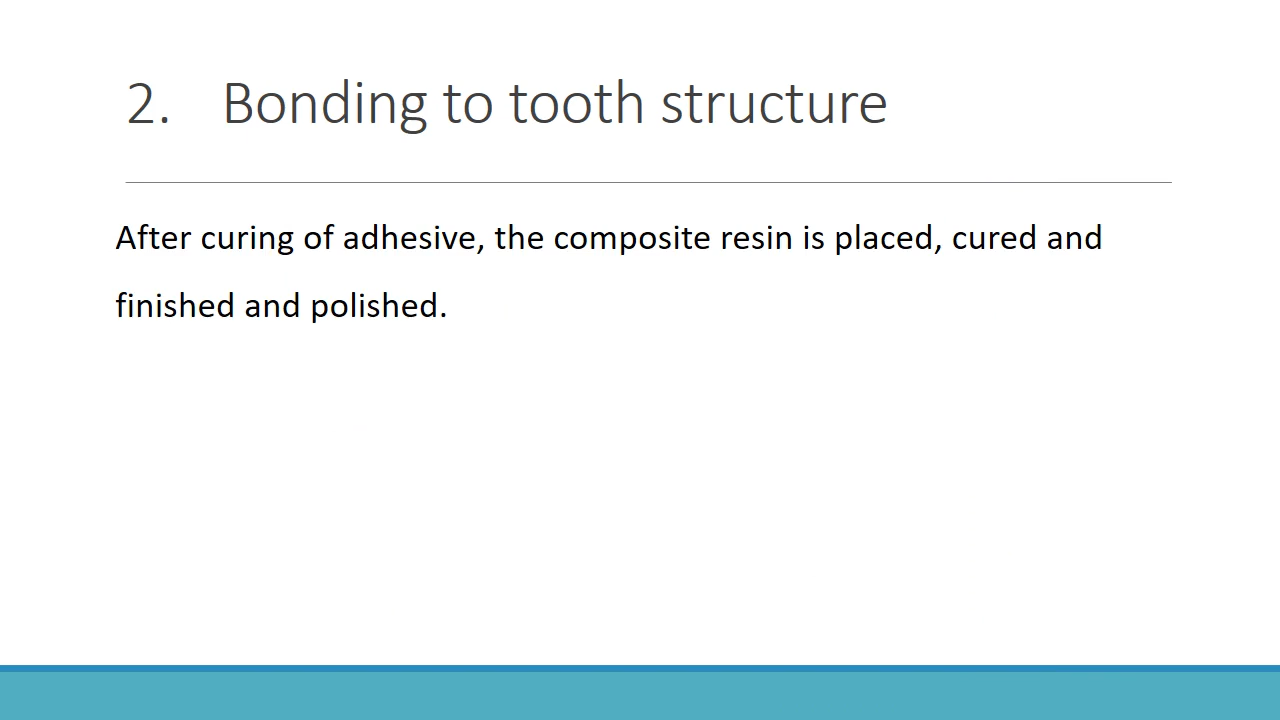 2. Bonding to tooth structure
After curing of adhesive, the composite resin is placed, cured and
finished and polished.